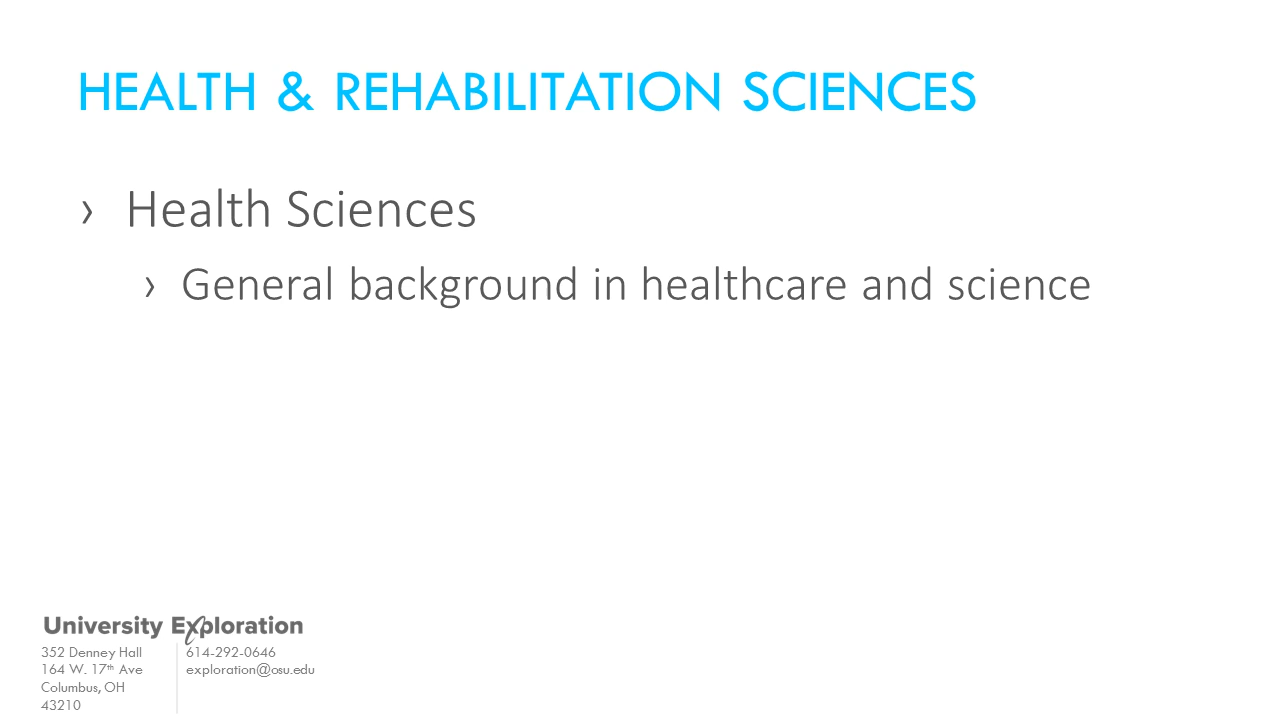 HEALTH & REHABILITATION SCIENCES
› Health Sciences
› General background in healthcare and science
University Exploration
352 Denney Hall
164 W. 17th Ave
Columbus, OH
43210
614-292-0646
exploration@osu.edu